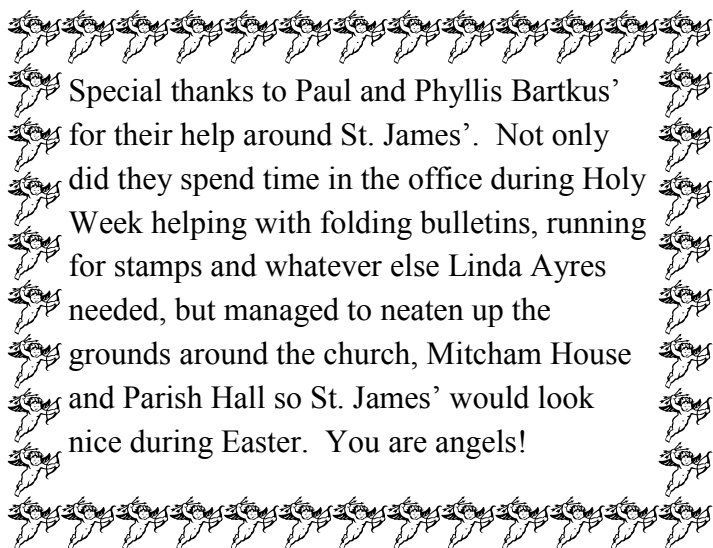 Special thanks to Paul and Phyllis Bartkus’
for their help around St. James’.  Not only
did they spend time in the office during Holy
Week helping with folding bulletins, running
for stamps and whatever else Linda Ayres
needed, but managed to neaten up the
grounds around the church, Mitcham House
and Parish Hall so St. James’ would look
nice during Easter.  You are angels!